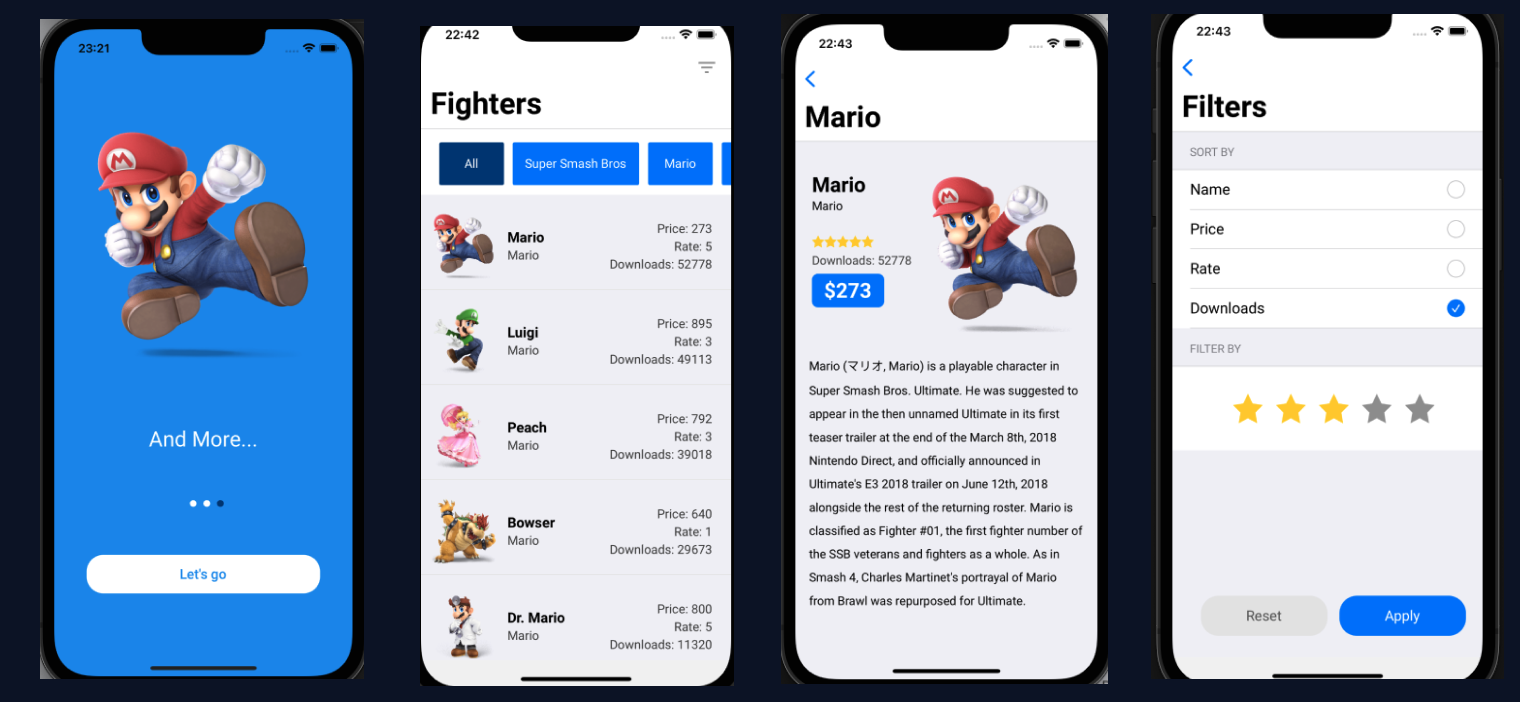 23:21
And More...
Let's go
22:42
Fighters
All
Super Smash Bros
Mario
Mario
Mario
Price: 273
Rate: 5
Downloads: 52778
Luigi
Mario
Price: 895
Rate: 3
Downloads: 49113
Peach
Mario
Price: 792
Rate: 3
Downloads: 39018
Bowser
Mario
Price: 640
Rate: 1
Downloads: 29673
Dr. Mario
Mario
Price: 800
Rate: 5
Downloads: 11320
22:43
Mario
Mario
Mario
Downloads: 52778
$273
Mario (マリオ, Mario) is a playable character in
Super Smash Bros. Ultimate. He was suggested to
appear in the then unnamed Ultimate in its first
teaser trailer at the end of the March 8th, 2018
Nintendo Direct, and officially announced in
Ultimate's E3 2018 trailer on June 12th, 2018
alongside the rest of the returning roster. Mario is
classified as Fighter #01, the first fighter number of
the SSB veterans and fighters as a whole. As in
Smash 4, Charles Martinet's portrayal of Mario
from Brawl was repurposed for Ultimate.
22:43
Filters
SORT BY
Name
Price
Rate
Downloads
FILTER BY
Reset
Apply